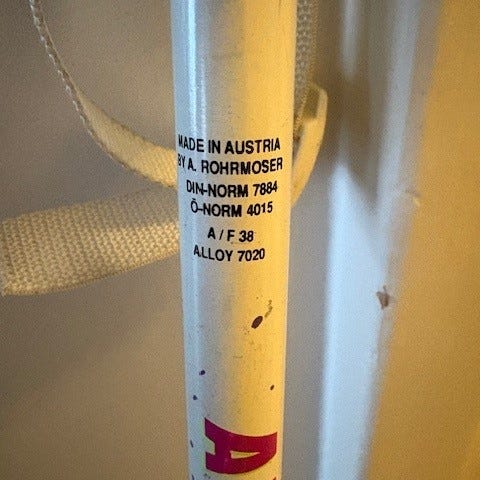 MADE IN AUSTRIA
BY A. ROHRMOSER
DIN-NORM 7884
Ö-NORM 4015
A / F 38
ALLOY 7020
A